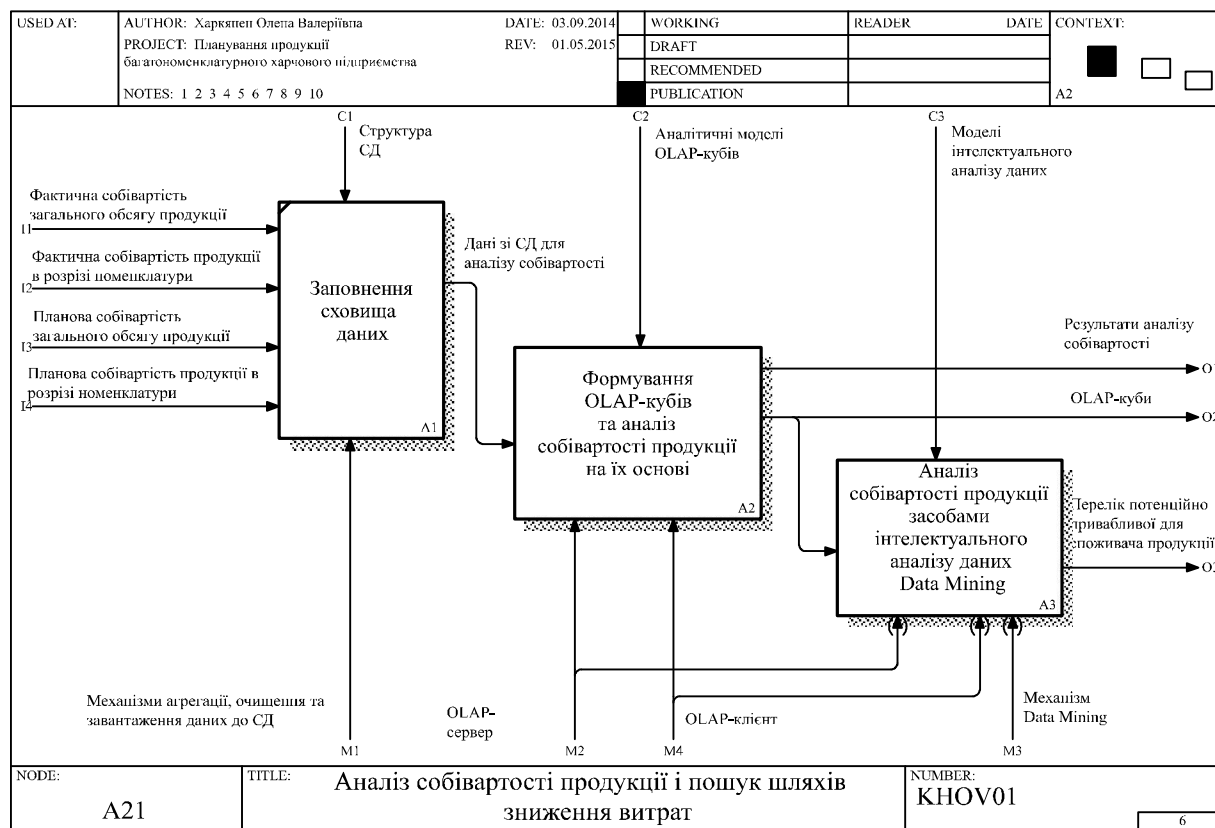 USED AT:
AUTHOR: Харкянен Олена Валеріївна
DATE: 03.09.2014
PROJECT: Планування продукції
багатономенклатурного харчового підприємства
REV: 01.05.2015
NOTES: 1 2 3 4 5 6 7 8 9 10
WORKING
DRAFT
RECOMMENDED
PUBLICATION
READER DATE
CONTEXT:
A2
C1
Структура
СД
C2
Аналітичні моделі
OLAP-кубів
C3
Моделі
інтелектуального
аналізу даних
Фактична собівартість
загального обсягу продукції
I1
Фактична собівартість продукції
в розрізі номенклатури
I2
Планова собівартість
загального обсягу продукції
I3
Планова собівартість продукції в
розрізі номенклатури
I4
Заповнення
сховища
даних
A1
Дані зі СД для
аналізу собівартості
Формування
OLAP-кубів
та аналіз
собівартості продукції
на їх основі
A2
Результати аналізу
собівартості
O1
OLAP-куби
O2
Аналіз
собівартості продукції
засобами
інтелектуального
аналізу даних
Data Mining
A3
Перелік потенційно
привабливої для
споживача продукції
O3
Механізми агрегації, очищення та
завантаження даних до СД
M1
OLAP-
сервер
M2
OLAP-клієнт
M4
Механізм
Data Mining
M3
NODE:
A21
TITLE:
Аналіз собівартості продукції і пошук шляхів
зниження витрат
NUMBER:
KHOV01
6